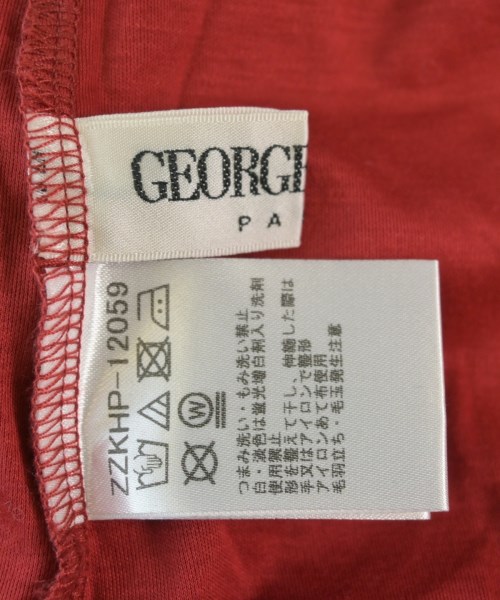 GEORGE
P A
ZZKHP-12059
W
つまみ洗い・もみ洗い禁止
白・淡色は蛍光増白剤入り洗剤
使用禁止
形を整えて干し、伸縮した際は
手又はアイロンで整形
アイロンあて布使用
毛羽立ち・毛玉発生注意